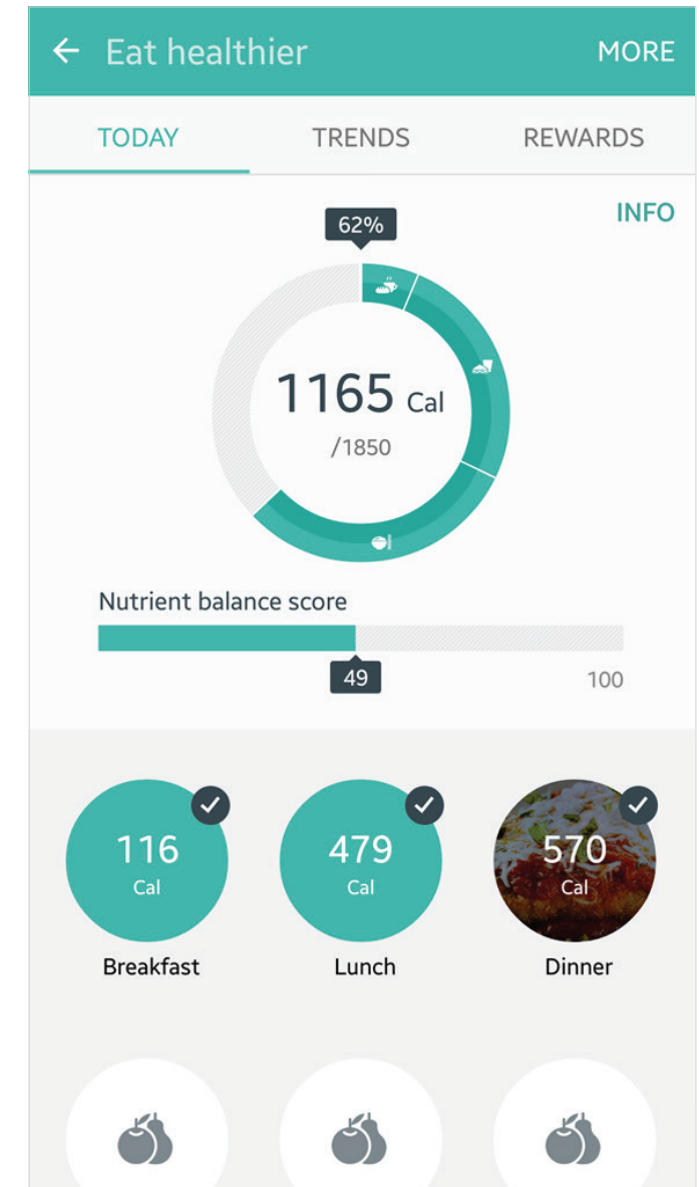 Eat healthier MORE
TODAY TRENDS REWARDS
INFO
62%
1165 Cal
/1850
Nutrient balance score
49 100
116 479 570
Cal Cal Cal
Breakfast Lunch Dinner